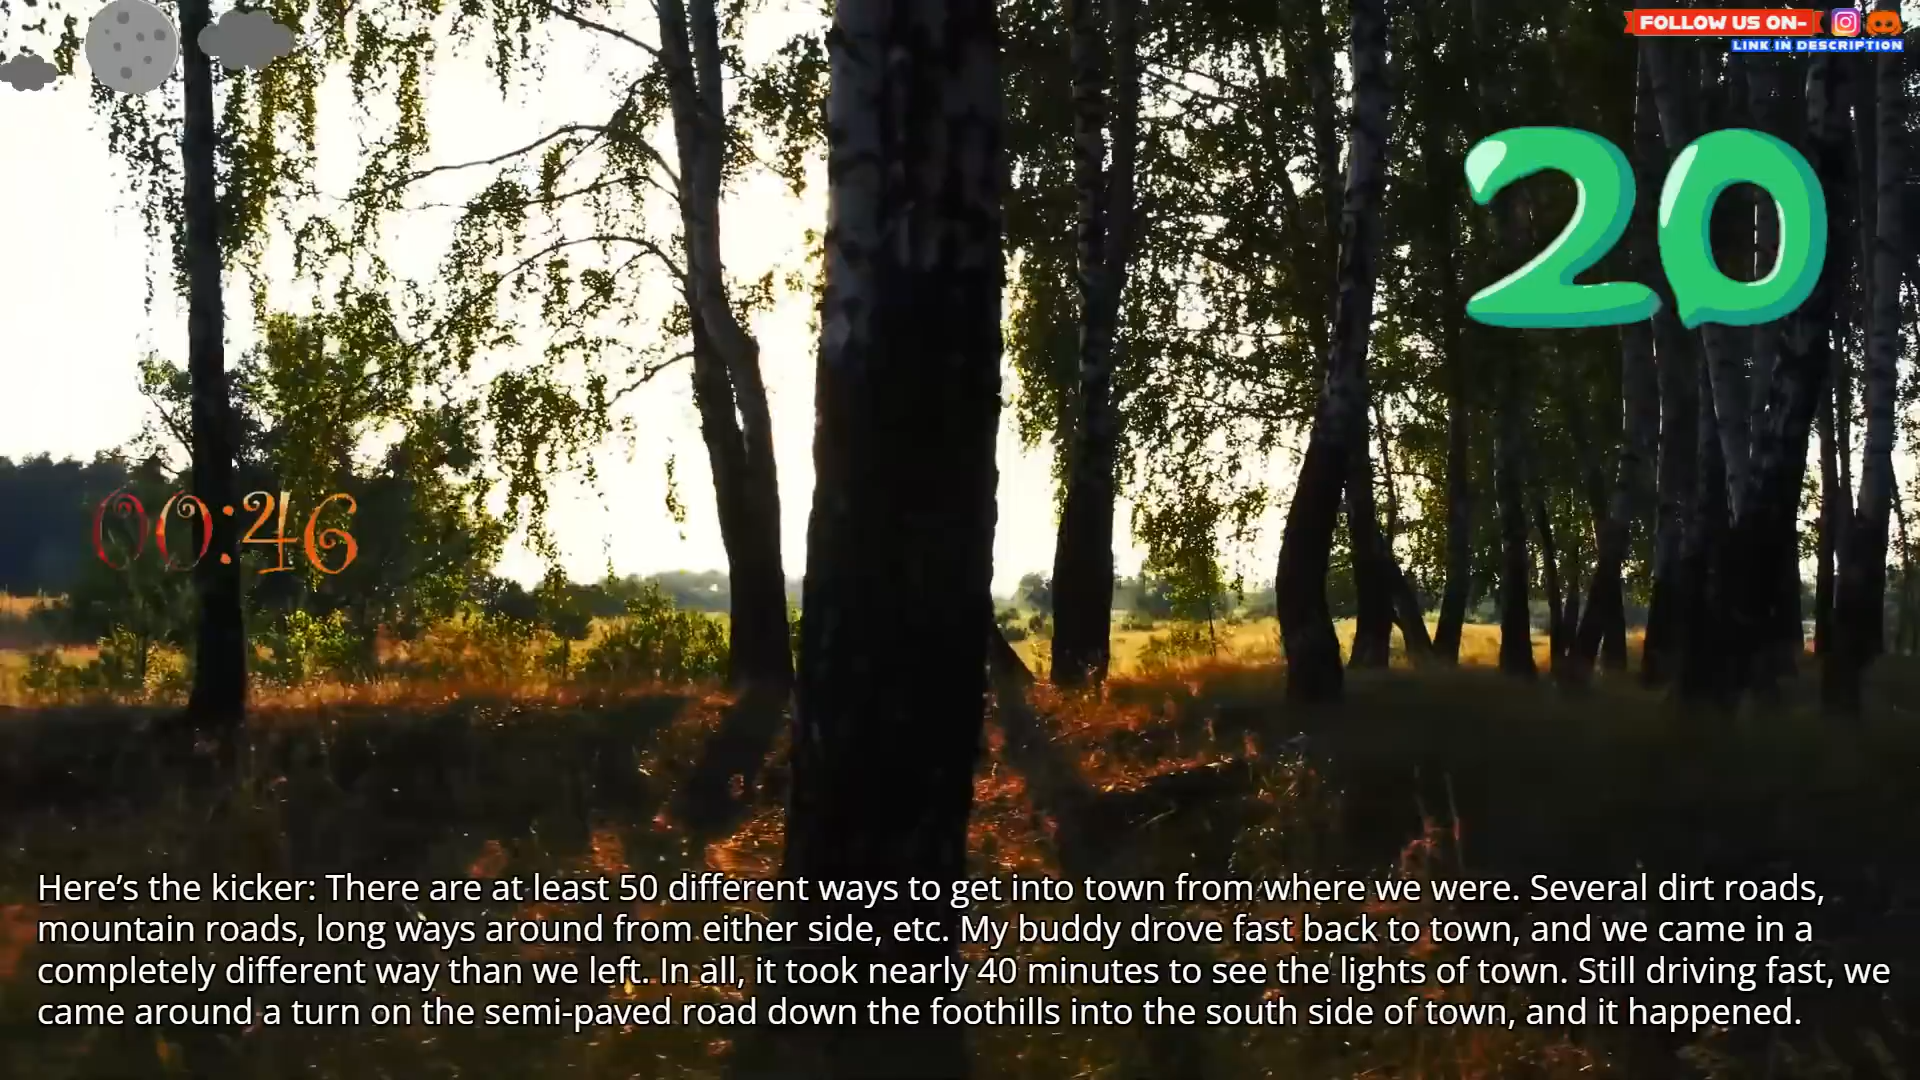 FOLLOW US ON-
LINK IN DESCRIPTION
20
00:46
Here’s the kicker: There are at least 50 different ways to get into town from where we were. Several dirt roads,
mountain roads, long ways around from either side, etc. My buddy drove fast back to town, and we came in a
completely different way than we left. In all, it took nearly 40 minutes to see the lights of town. Still driving fast, we
came around a turn on the semi-paved road down the foothills into the south side of town, and it happened.